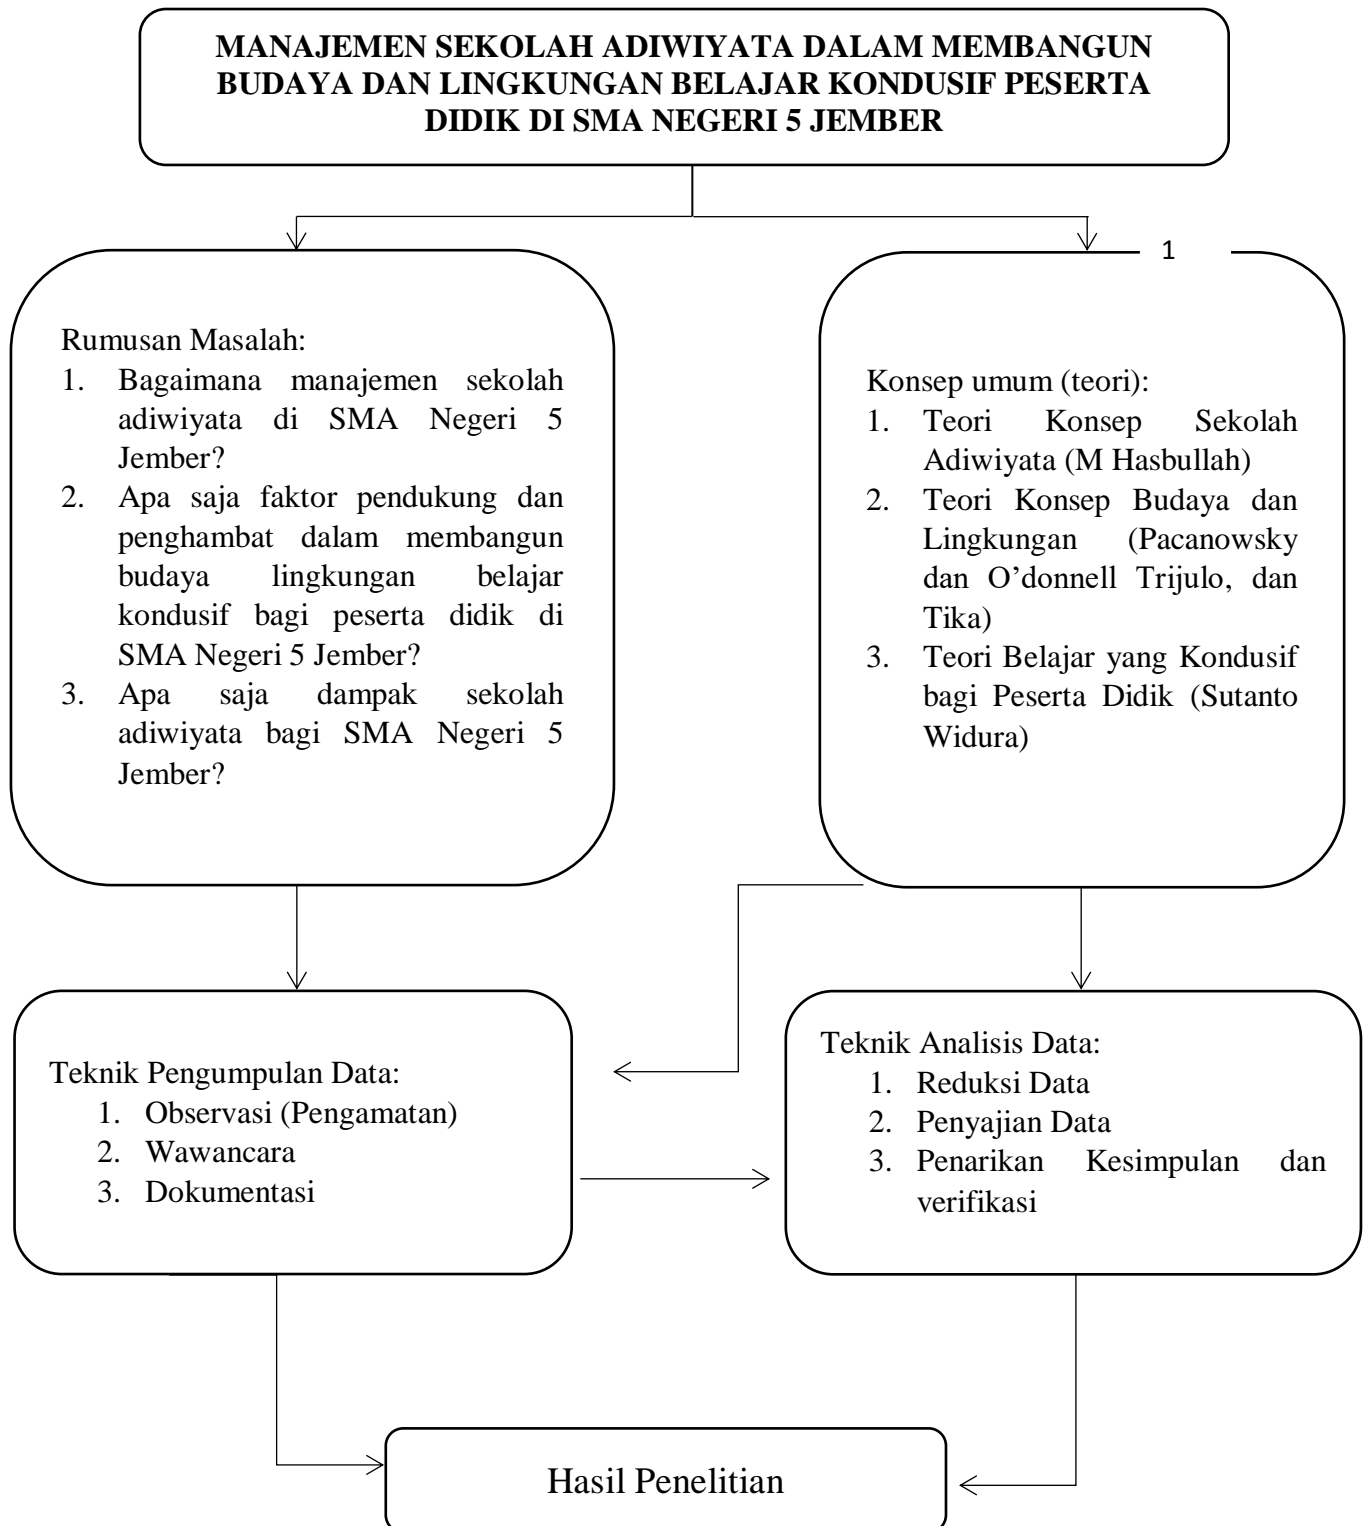 MANAJEMEN SEKOLAH ADIWIYATA DALAM MEMBANGUN
BUDAYA DAN LINGKUNGAN BELAJAR KONDUSIF PESERTA
DIDIK DI SMA NEGERI 5 JEMBER
Rumusan Masalah:
1. Bagaimana manajemen sekolah
adiwiyata di SMA Negeri 5
Jember?
2. Apa saja faktor pendukung dan
penghambat dalam membangun
budaya lingkungan belajar
kondusif bagi peserta didik di
SMA Negeri 5 Jember?
3. Apa saja dampak sekolah
adiwiyata bagi SMA Negeri 5
Jember?
1
Konsep umum (teori):
1. Teori Konsep Sekolah
Adiwiyata (M Hasbullah)
2. Teori Konsep Budaya dan
Lingkungan (Pacanowsky
dan O’donnell Trijulo, dan
Tika)
3. Teori Belajar yang Kondusif
bagi Peserta Didik (Sutanto
Widura)
Teknik Pengumpulan Data:
1. Observasi (Pengamatan)
2. Wawancara
3. Dokumentasi
Teknik Analisis Data:
1. Reduksi Data
2. Penyajian Data
3. Penarikan Kesimpulan dan
verifikasi
Hasil Penelitian